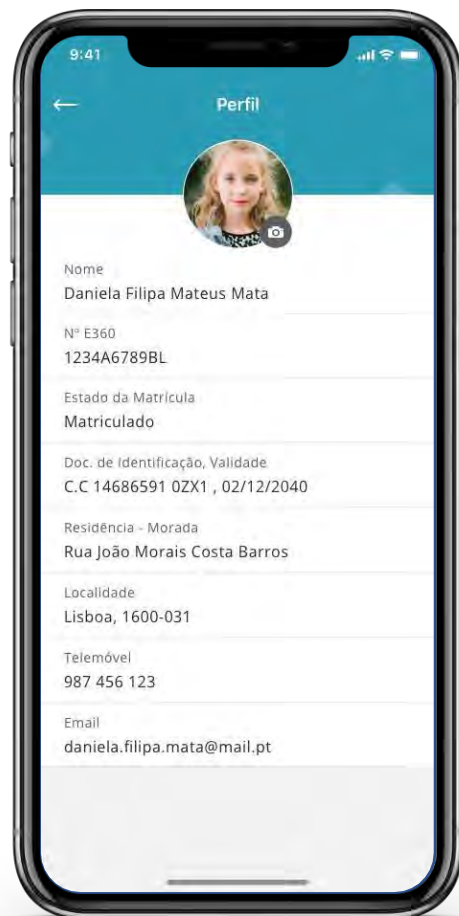 9:41
Perfil
Nome
Daniela Filipa Mateus Mata
Nº E360
1234A6789BL
Estado da Matrícula
Matriculado
Doc. de Identificação, Validade
C.C 14686591 0ZX1 , 02/12/2040
Residência - Morada
Rua João Morais Costa Barros
Localidade
Lisboa, 1600-031
Telemóvel
987 456 123
Email
daniela.filipa.mata@mail.pt